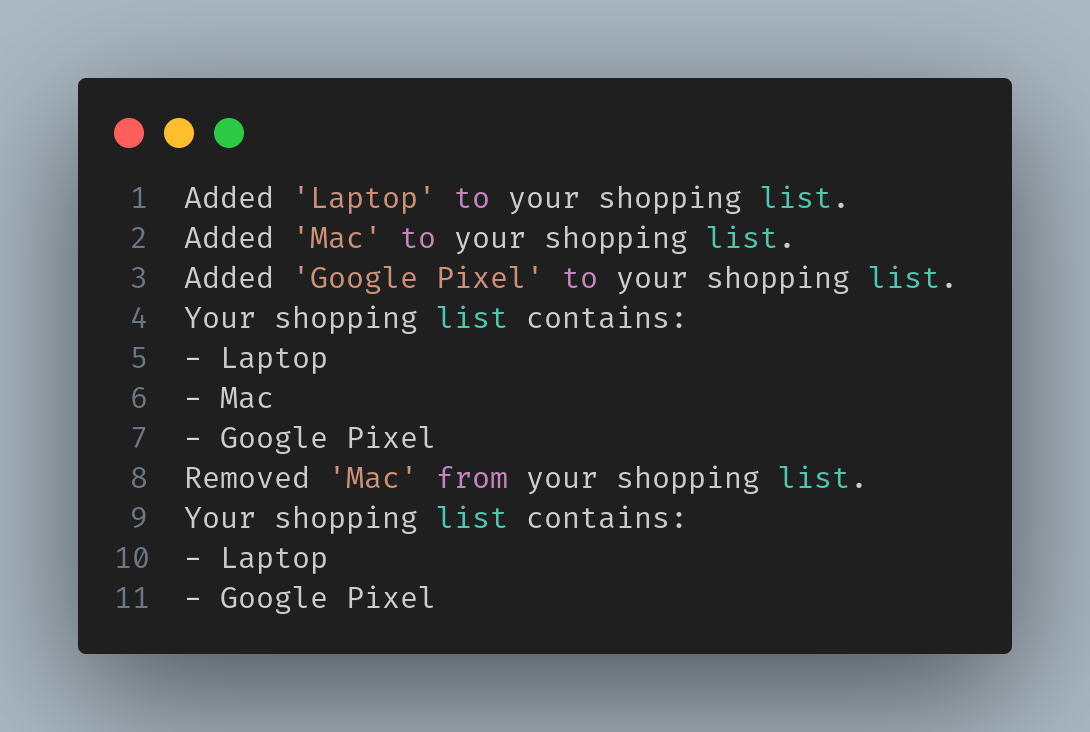 1 Added 'Laptop' to your shopping list.
2 Added 'Mac' to your shopping list.
3 Added 'Google Pixel' to your shopping list.
4 Your shopping list contains:
5 - Laptop
6 - Mac
7 - Google Pixel
8 Removed 'Mac' from your shopping list.
9 Your shopping list contains:
10 - Laptop
11 - Google Pixel